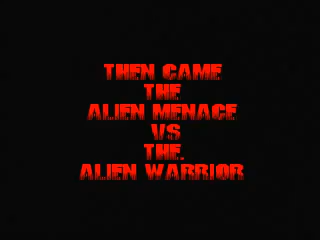 THEN CAME
THE
ALIEN MENACE
VS
THE.
ALIEN WARRIOR